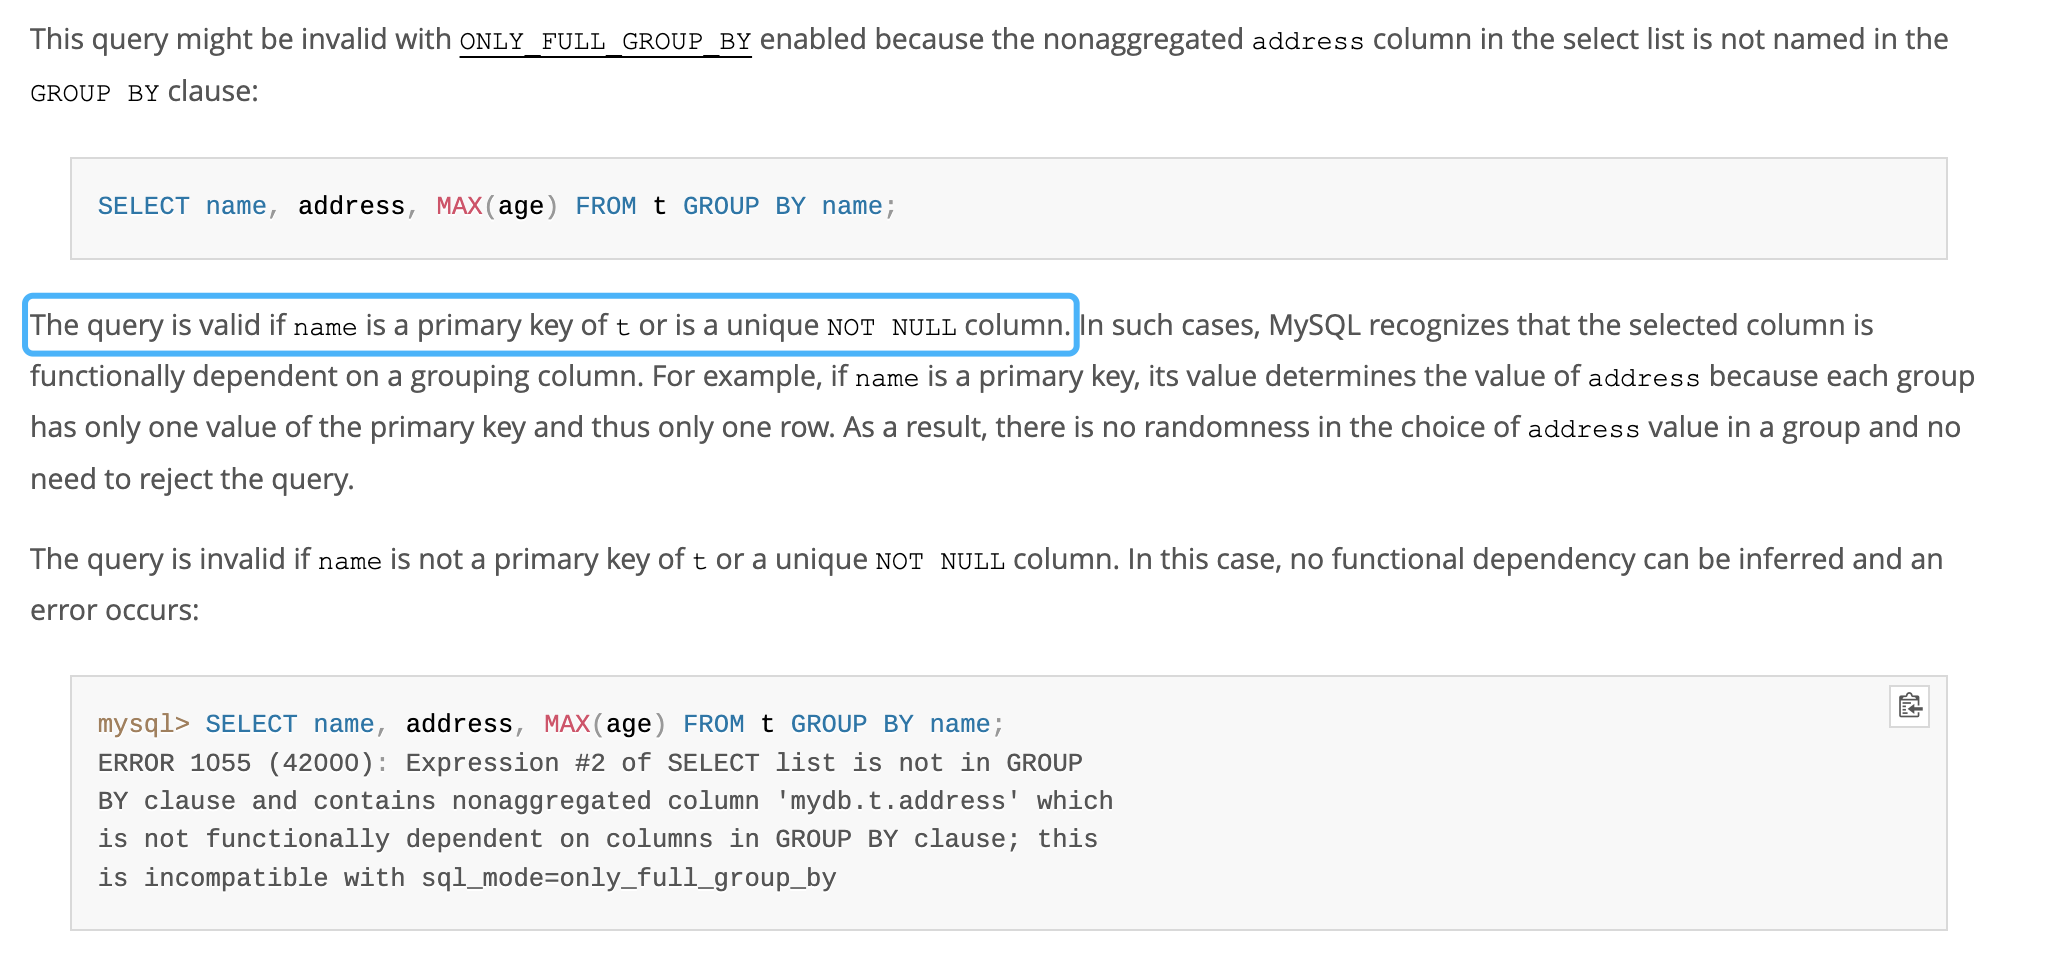 This query might be invalid with ONLY_FULL_GROUP_BY enabled because the nonaggregated address column in the select list is not named in the
GROUP BY clause:
SELECT name, address, MAX(age) FROM t GROUP BY name;
The query is valid if name is a primary key of t or is a unique NOT NULL column. In such cases, MySQL recognizes that the selected column is
functionally dependent on a grouping column. For example, if name is a primary key, its value determines the value of address because each group
has only one value of the primary key and thus only one row. As a result, there is no randomness in the choice of address value in a group and no
need to reject the query.
The query is invalid if name is not a primary key of t or a unique NOT NULL column. In this case, no functional dependency can be inferred and an
error occurs:
mysql> SELECT name, address, MAX(age) FROM t GROUP BY name;
ERROR 1055 (42000): Expression #2 of SELECT list is not in GROUP
BY clause and contains nonaggregated column 'mydb.t.address' which
is not functionally dependent on columns in GROUP BY clause; this
is incompatible with sql_mode=only_full_group_by